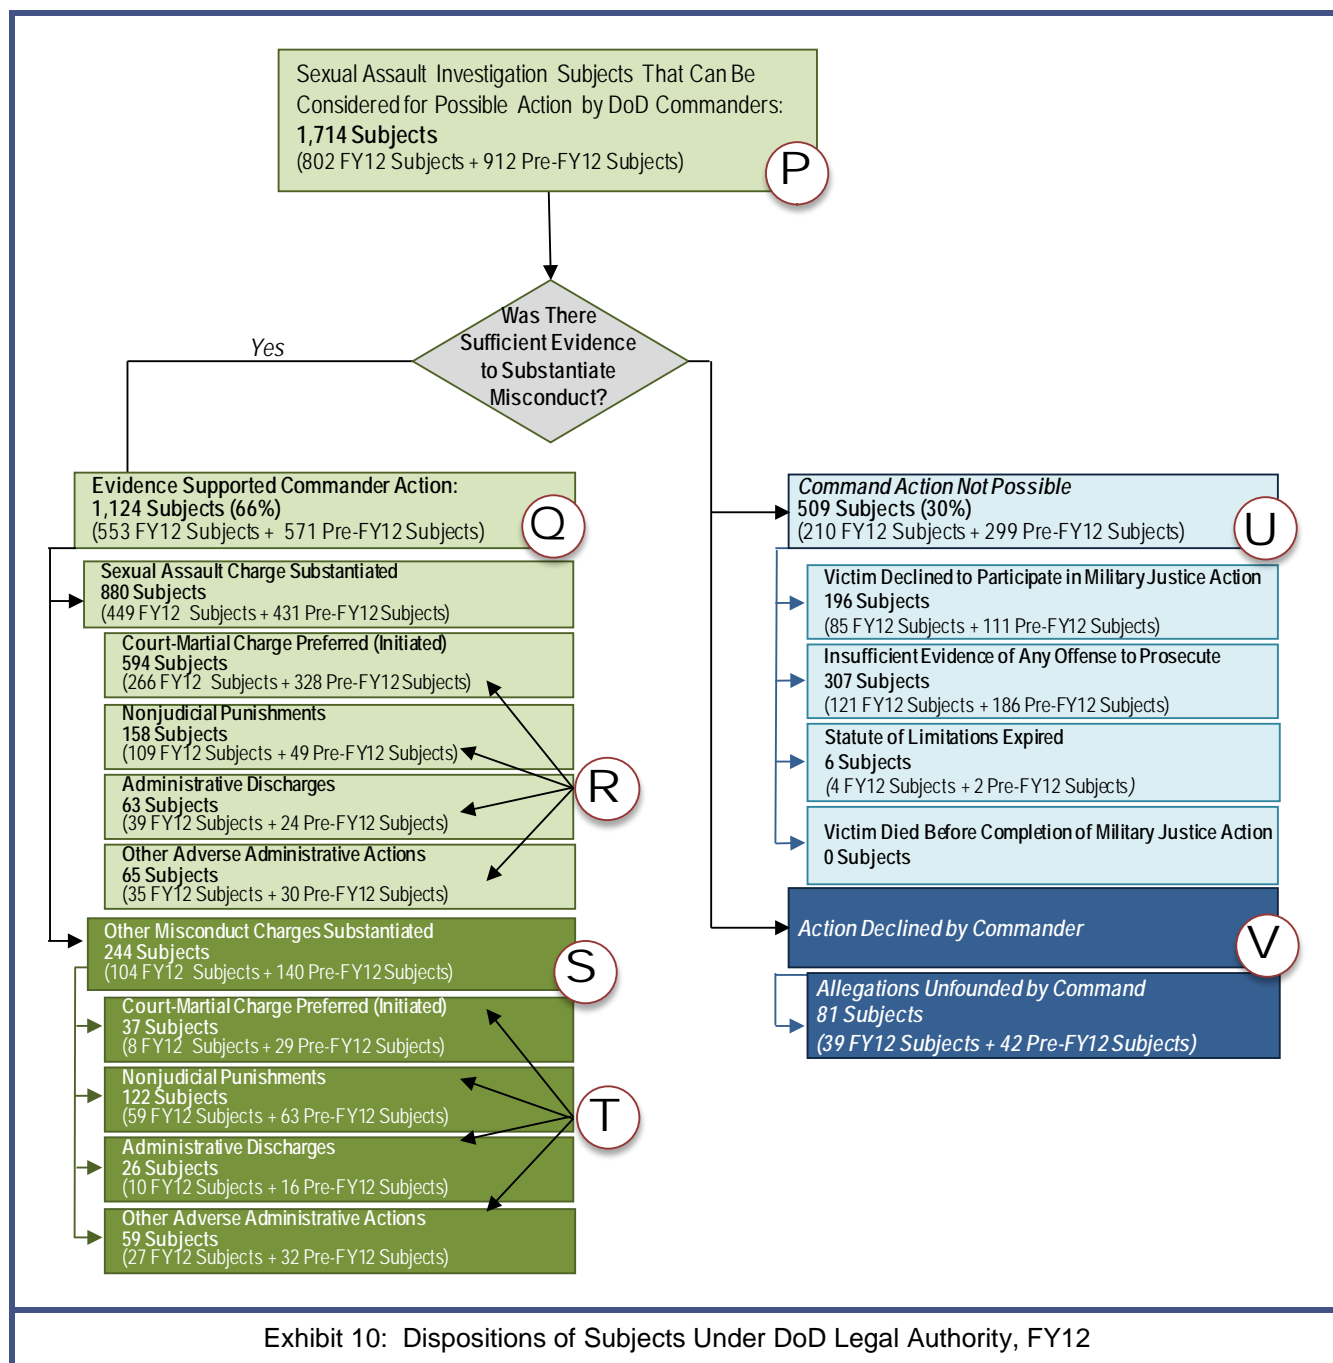 Sexual Assault Investigation Subjects That Can Be
Considered for Possible Action by DoD Commanders:
1,714 Subjects
(802 FY12 Subjects + 912 Pre-FY12 Subjects)
P
Was There
Sufficient Evidence
to Substantiate
Misconduct?
Yes
Evidence Supported Commander Action:
1,124 Subjects (66%)
(553 FY12 Subjects + 571 Pre-FY12 Subjects)
Q
Sexual Assault Charge Substantiated
880 Subjects
(449 FY12 Subjects + 431 Pre-FY12 Subjects)
Court-Martial Charge Preferred (Initiated)
594 Subjects
(266 FY12 Subjects + 328 Pre-FY12 Subjects)
Nonjudicial Punishments
158 Subjects
(109 FY12 Subjects + 49 Pre-FY12 Subjects)
Administrative Discharges
63 Subjects
(39 FY12 Subjects + 24 Pre-FY12 Subjects)
R
Other Adverse Administrative Actions
65 Subjects
(35 FY12 Subjects + 30 Pre-FY12 Subjects)
Other Misconduct Charges Substantiated
244 Subjects
(104 FY12 Subjects + 140 Pre-FY12 Subjects)
S
Court-Martial Charge Preferred (Initiated)
37 Subjects
(8 FY12 Subjects + 29 Pre-FY12 Subjects)
Nonjudicial Punishments
122 Subjects
(59 FY12 Subjects + 63 Pre-FY12 Subjects)
T
Administrative Discharges
26 Subjects
(10 FY12 Subjects + 16 Pre-FY12 Subjects)
Other Adverse Administrative Actions
59 Subjects
(27 FY12 Subjects + 32 Pre-FY12 Subjects)
Command Action Not Possible
509 Subjects (30%)
(210 FY12 Subjects + 299 Pre-FY12 Subjects)
U
Victim Declined to Participate in Military Justice Action
196 Subjects
(85 FY12 Subjects + 111 Pre-FY12 Subjects)
Insufficient Evidence of Any Offense to Prosecute
307 Subjects
(121 FY12 Subjects + 186 Pre-FY12 Subjects)
Statute of Limitations Expired
6 Subjects
(4 FY12 Subjects + 2 Pre-FY12 Subjects)
Victim Died Before Completion of Military Justice Action
0 Subjects
Action Declined by Commander
V
Allegations Unfounded by Command
81 Subjects
(39 FY12 Subjects + 42 Pre-FY12 Subjects)
Exhibit 10: Dispositions of Subjects Under DoD Legal Authority, FY12